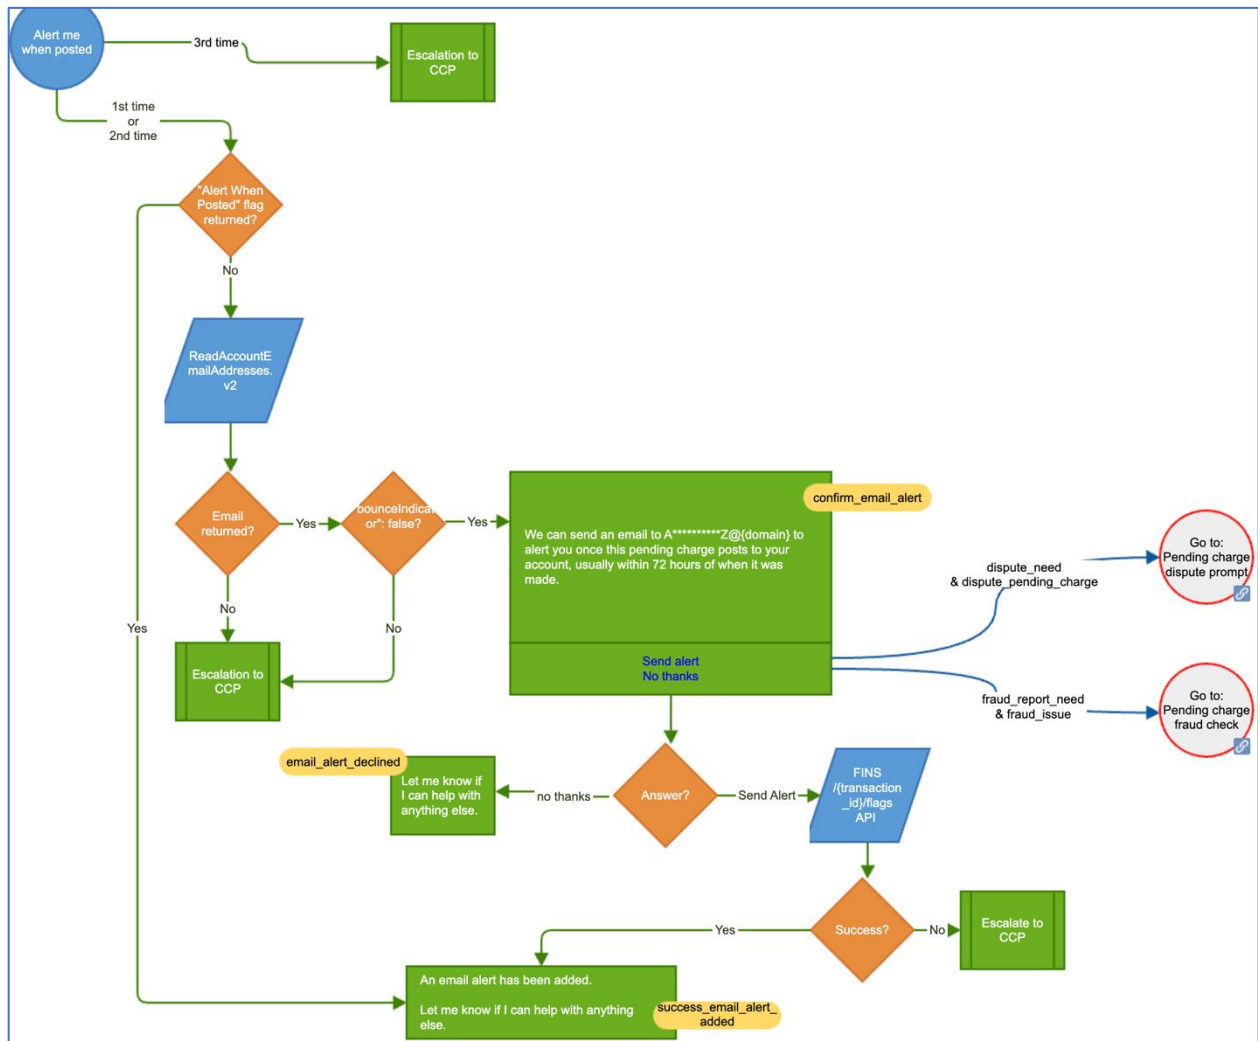 Alert me
when posted
3rd time
Escalation to
CCP
1st time
or
2nd time
"Alert When
Posted" flag
returned?
No
ReadAccountE
mailAddresses.
v2
Email
returned?
Yes
bounceIndicat
or": false?
Yes
confirm_email_alert
We can send an email to A**********Z@{domain} to
alert you once this pending charge posts to your
account, usually within 72 hours of when it was
made.
Send alert
No thanks
dispute_need
& dispute_pending_charge
Go to:
Pending charge
dispute prompt
fraud_report_need
& fraud_issue
Go to:
Pending charge
fraud check
No
No
Yes
Escalation to
CCP
email_alert_declined
Let me know if
I can help with
anything else.
no thanks
Answer?
Send Alert
FINS
/{transaction
_id}/flags
API
Success?
Yes
No
Escalate to
CCP
An email alert has been added.
Let me know if I can help with anything
else.
success_email_alert_
added